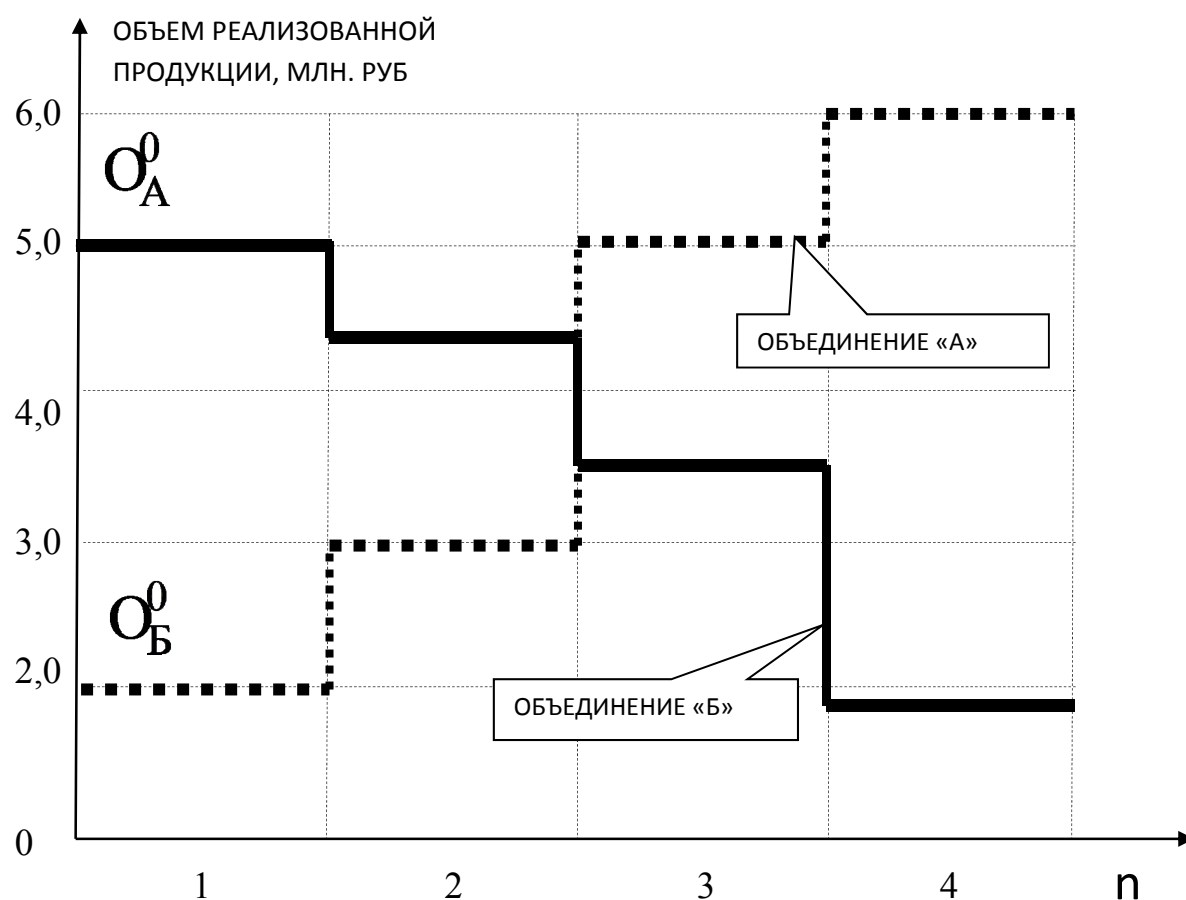 ОБЪЕМ РЕАЛИЗОВАННОЙ
ПРОДУКЦИИ, МЛН. РУБ
6,0
O⁰А
5,0
ОБЪЕДИНЕНИЕ «А»
4,0
3,0
O⁰Б
2,0
ОБЪЕДИНЕНИЕ «Б»
0
1 2 3 4 n